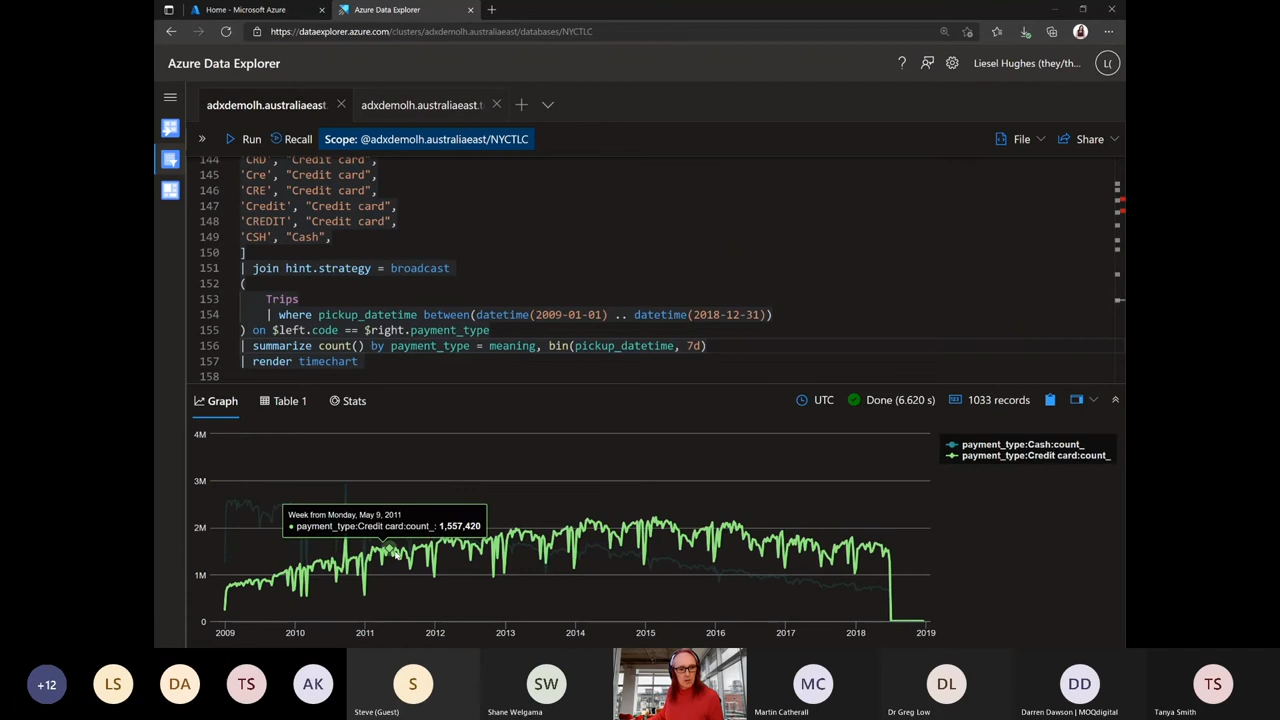 Home - Microsoft Azure
Azure Data Explorer
https://dataexplorer.azure.com/clusters/adxdemolh.australiaeast/databases/NYCTLC
Azure Data Explorer
Liesel Hughes (they/th...
L(
adxdemolh.australiaeast.
adxdemolh.australiaeast.t
Run
Recall
Scope: @adxdemolh.australiaeast/NYCTLC
File
Share
144 'CRD', "Credit card",
145 'Cre', "Credit card",
146 'CRE', "Credit card",
147 'Credit', "Credit card",
148 'CREDIT', "Credit card",
149 'CSH', "Cash",
150 ]
151 | join hint.strategy = broadcast
152 (
153 Trips
154 | where pickup_datetime between(datetime(2009-01-01) .. datetime(2018-12-31))
155 ) on $left.code == $right.payment_type
156 | summarize count() by payment_type = meaning, bin(pickup_datetime, 7d)
157 | render timechart
158
Graph
Table 1
Stats
UTC
Done (6.620 s)
1033 records
4M
3M
2M
1M
0
payment_type:Cash:count_
payment_type:Credit card:count_
Week from Monday, May 9, 2011
payment_type:Credit card:count_: 1,557,420
2009 2010 2011 2012 2013 2014 2015 2016 2017 2018 2019
+12
LS
DA
TS
AK
S
SW
MC
DL
DD
TS
Steve (Guest)
Shane Welgama
Martin Catherall
Dr Greg Low
Darren Dawson | MOQdigital
Tanya Smith